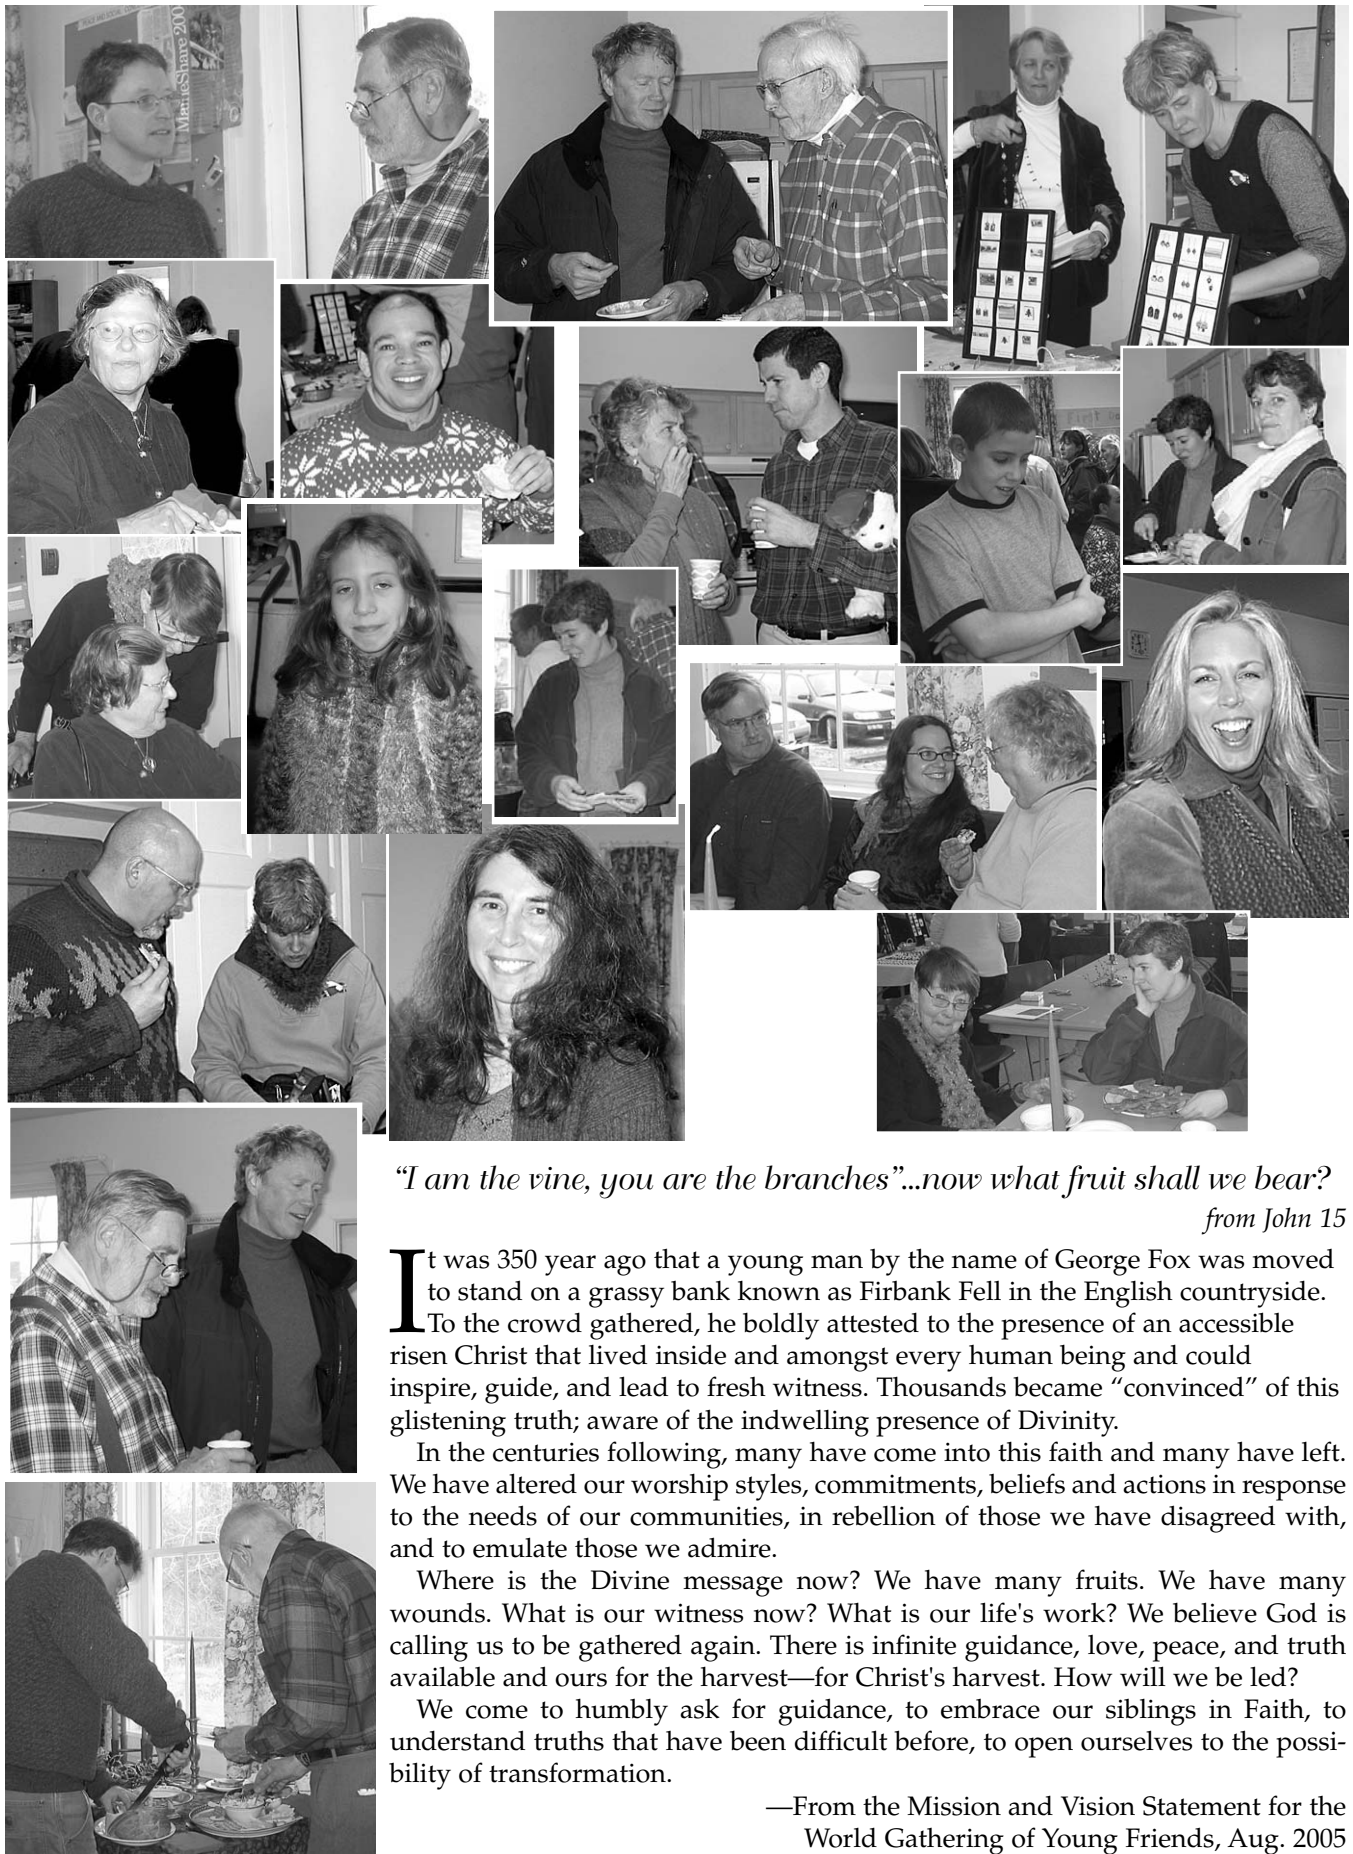 MaineShare 200
"I am the vine, you are the branches"...now what fruit shall we bear?
from John 15
It was 350 year ago that a young man by the name of George Fox was moved
to stand on a grassy bank known as Firbank Fell in the English countryside.
To the crowd gathered, he boldly attested to the presence of an accessible
risen Christ that lived inside and amongst every human being and could
inspire, guide, and lead to fresh witness. Thousands became "convinced" of this
glistening truth; aware of the indwelling presence of Divinity.
In the centuries following, many have come into this faith and many have left.
We have altered our worship styles, commitments, beliefs and actions in response
to the needs of our communities, in rebellion of those we have disagreed with,
and to emulate those we admire.
Where is the Divine message now? We have many fruits. We have many
wounds. What is our witness now? What is our life's work? We believe God is
calling us to be gathered again. There is infinite guidance, love, peace, and truth
available and ours for the harvest—for Christ's harvest. How will we be led?
We come to humbly ask for guidance, to embrace our siblings in Faith, to
understand truths that have been difficult before, to open ourselves to the possi-
bility of transformation.
—From the Mission and Vision Statement for the
World Gathering of Young Friends, Aug. 2005